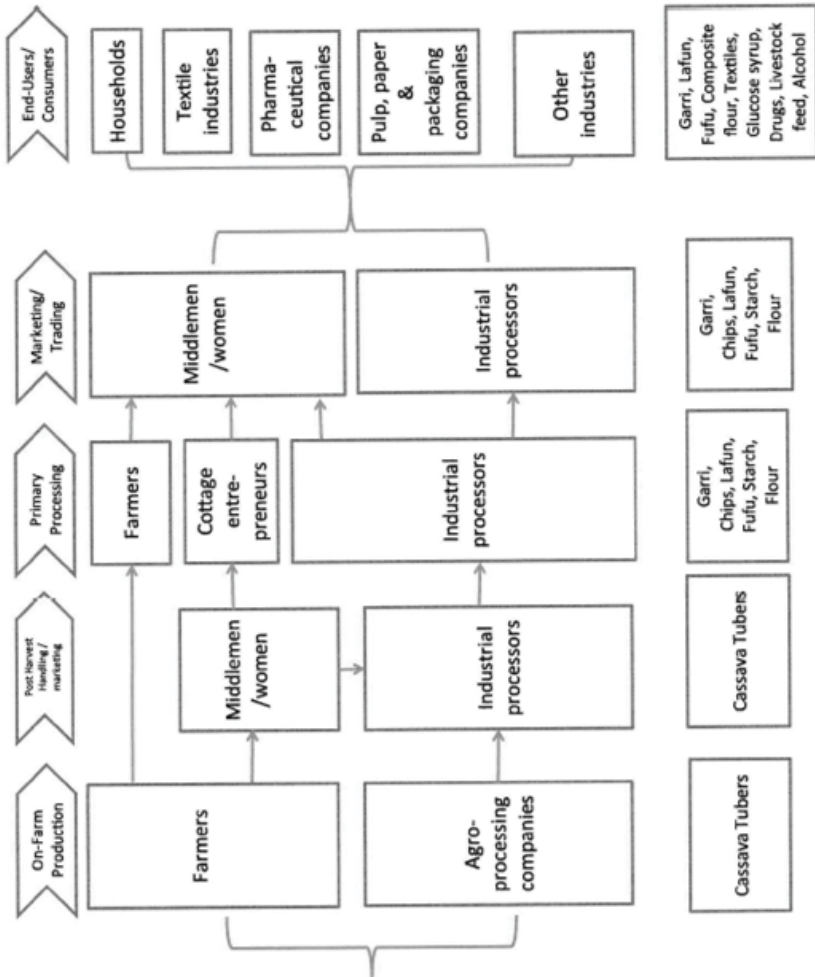 On-Farm
Production
Farmers
Agro-
processing
companies
Cassava Tubers
Post Harvest
Handling /
marketing
Middlemen
/women
Industrial
processors
Cassava Tubers
Primary
Processing
Farmers
Cottage
entre-
preneurs
Industrial
processors
Garri,
Chips, Lafun,
Fufu, Starch,
Flour
Marketing/
Trading
Middlemen
/women
Industrial
processors
Garri,
Chips, Lafun,
Fufu, Starch,
Flour
End-Users/
Consumers
Households
Textile
industries
Pharma-
ceutical
companies
Pulp, paper
&
packaging
companies
Other
industries
Garri, Lafun,
Fufu, Composite
flour, Textiles,
Glucose syrup,
Drugs, Livestock
feed, Alcohol